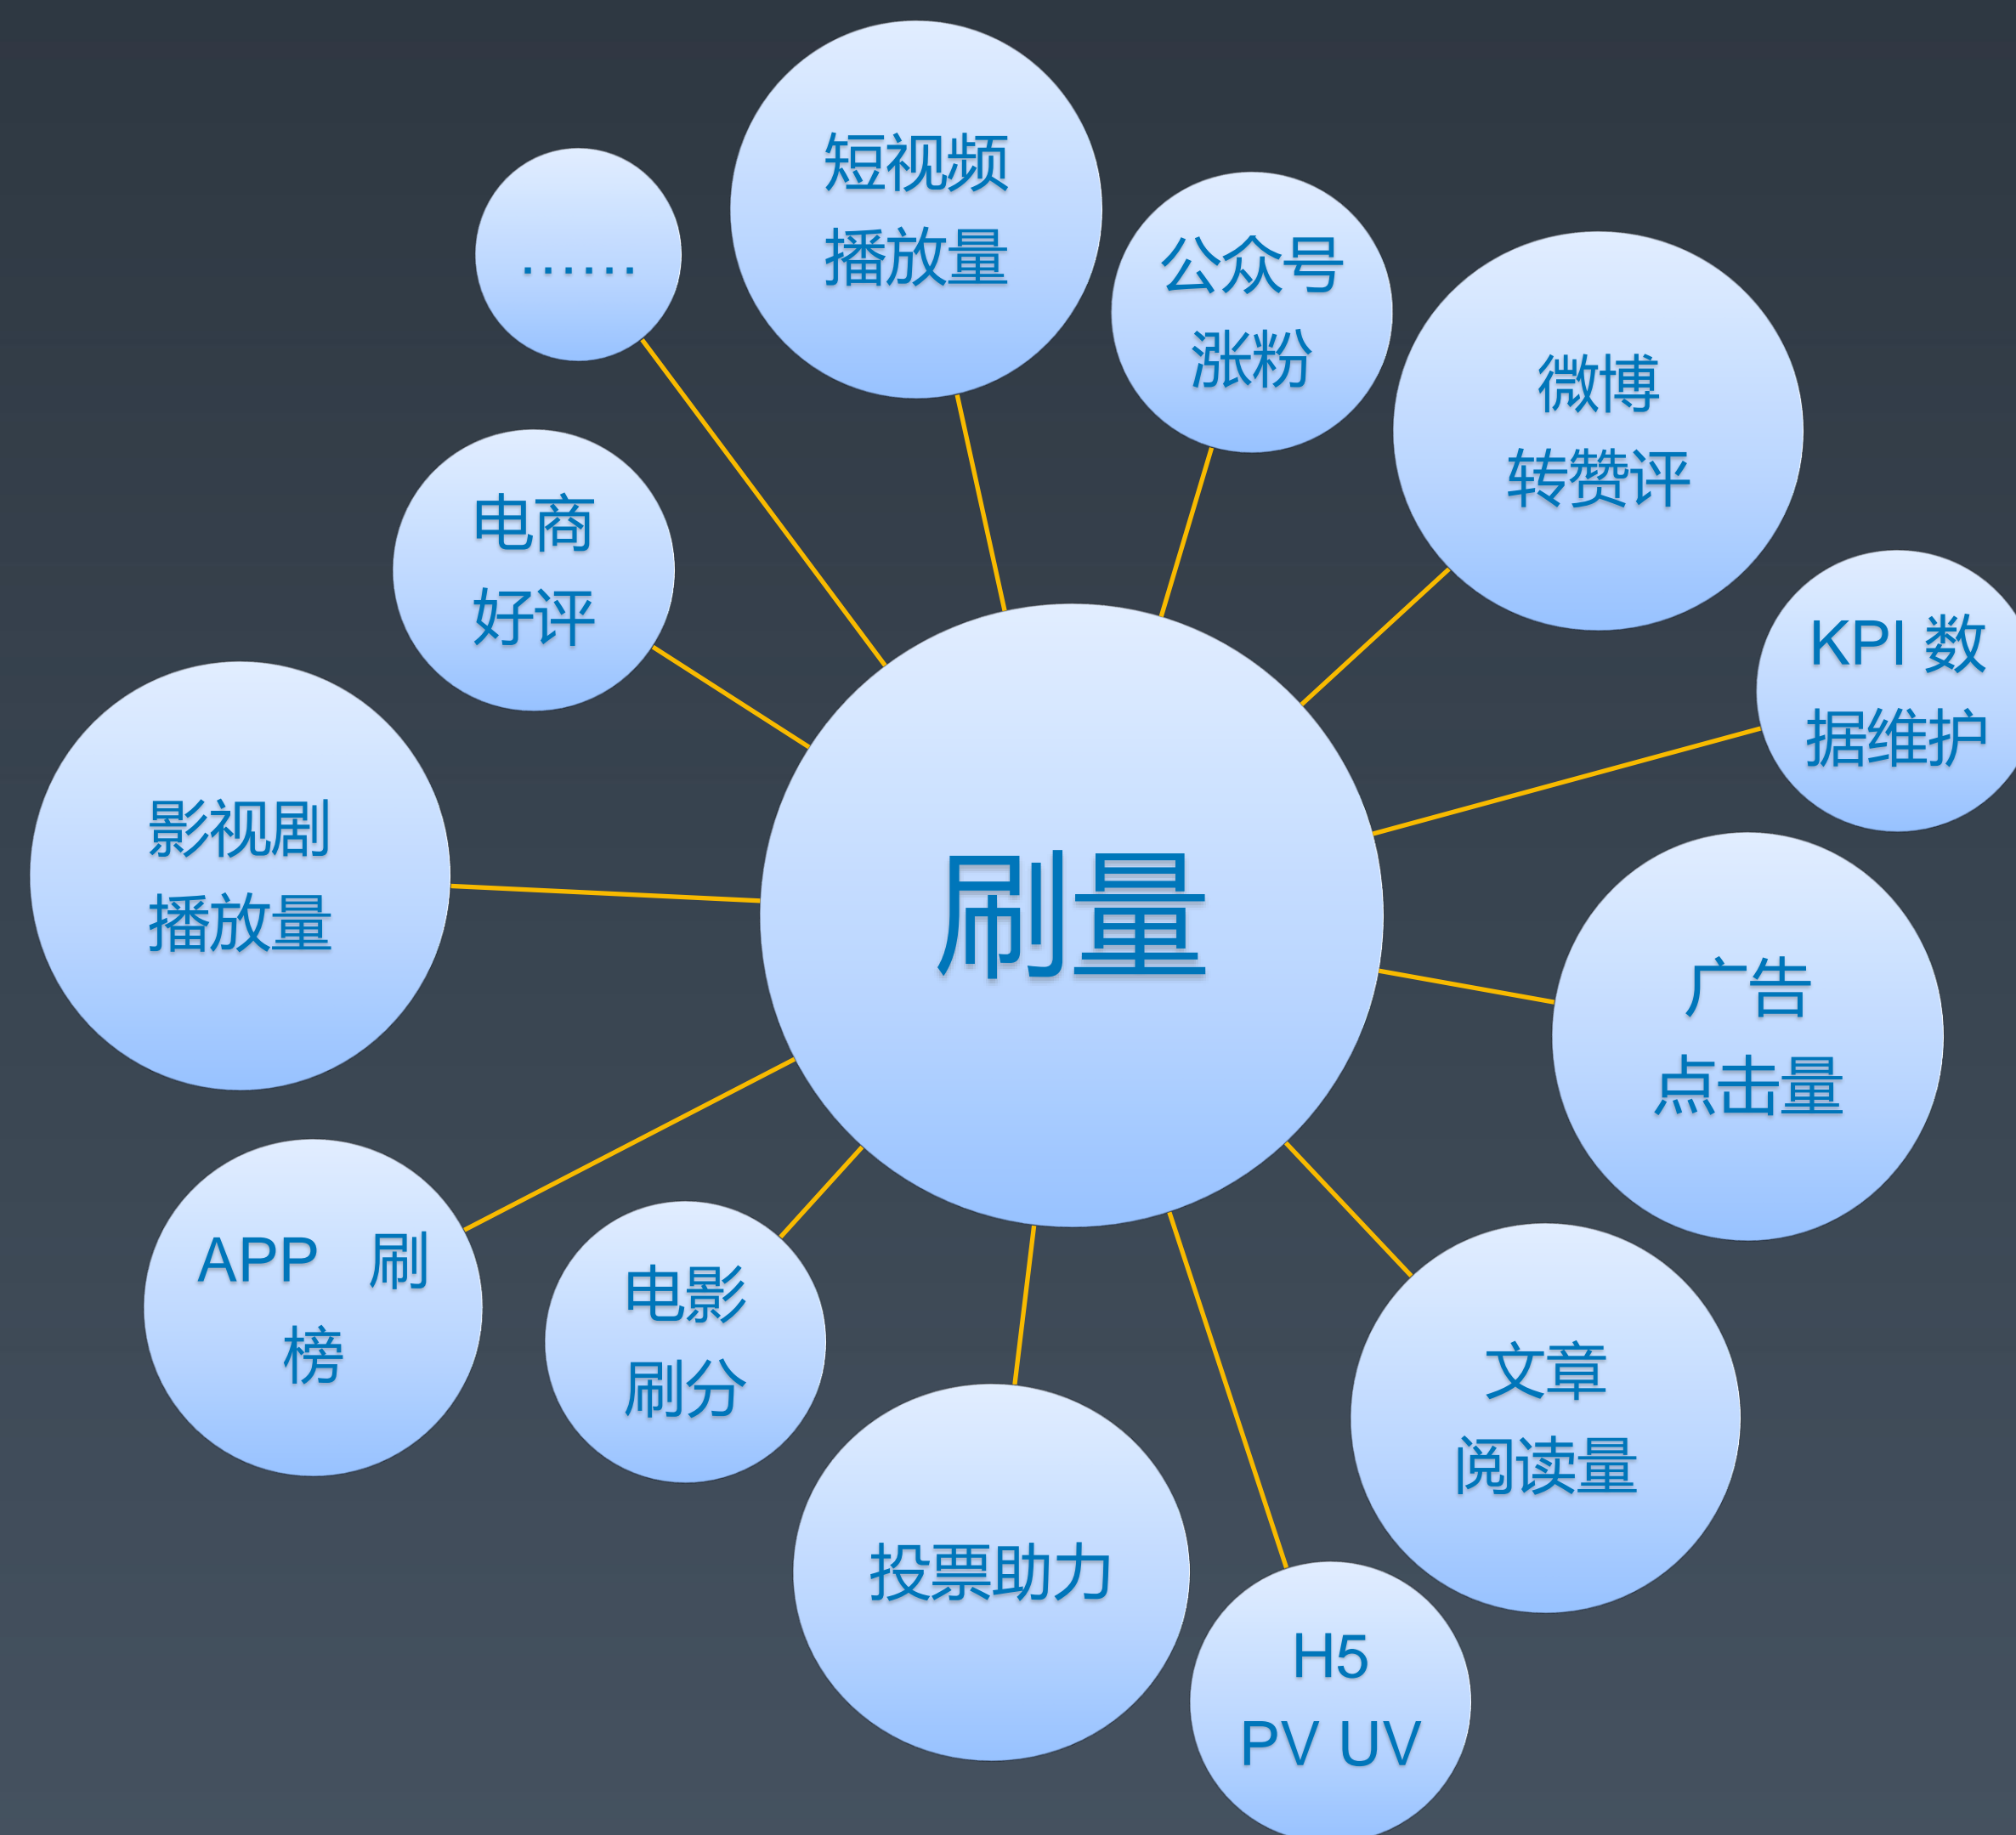 ……
短视频
播放量
公众号
涨粉
微博
转赞评
电商
好评
KPI 数
据维护
影视剧
播放量
刷量
广告
点击量
APP 刷
榜
电影
刷分
文章
阅读量
投票助力
H5
PV UV